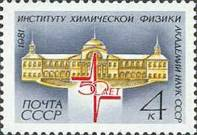 1981 ИНСТИТУТУ ХИМИЧЕСКОЙ ФИЗИКИ АКАДЕМИИ НАУК СССР
50 ЛЕТ
ПОЧТА
СССР
4 К